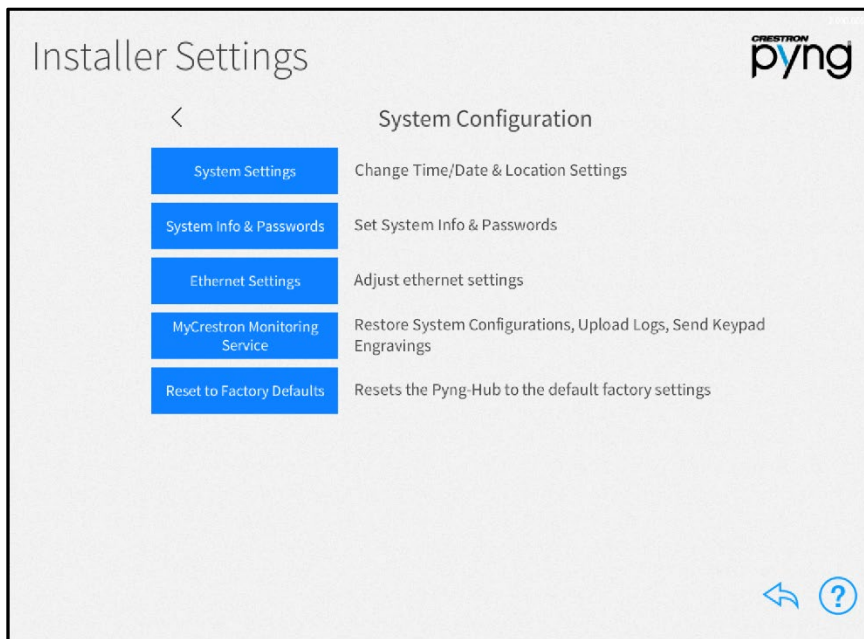 Installer Settings
CRESTRON
pyng
System Configuration
System Settings
Change Time/Date & Location Settings
System Info & Passwords
Set System Info & Passwords
Ethernet Settings
Adjust ethernet settings
MyCrestron Monitoring
Service
Restore System Configurations, Upload Logs, Send Keypad
Engravings
Reset to Factory Defaults
Resets the Pyng-Hub to the default factory settings
?